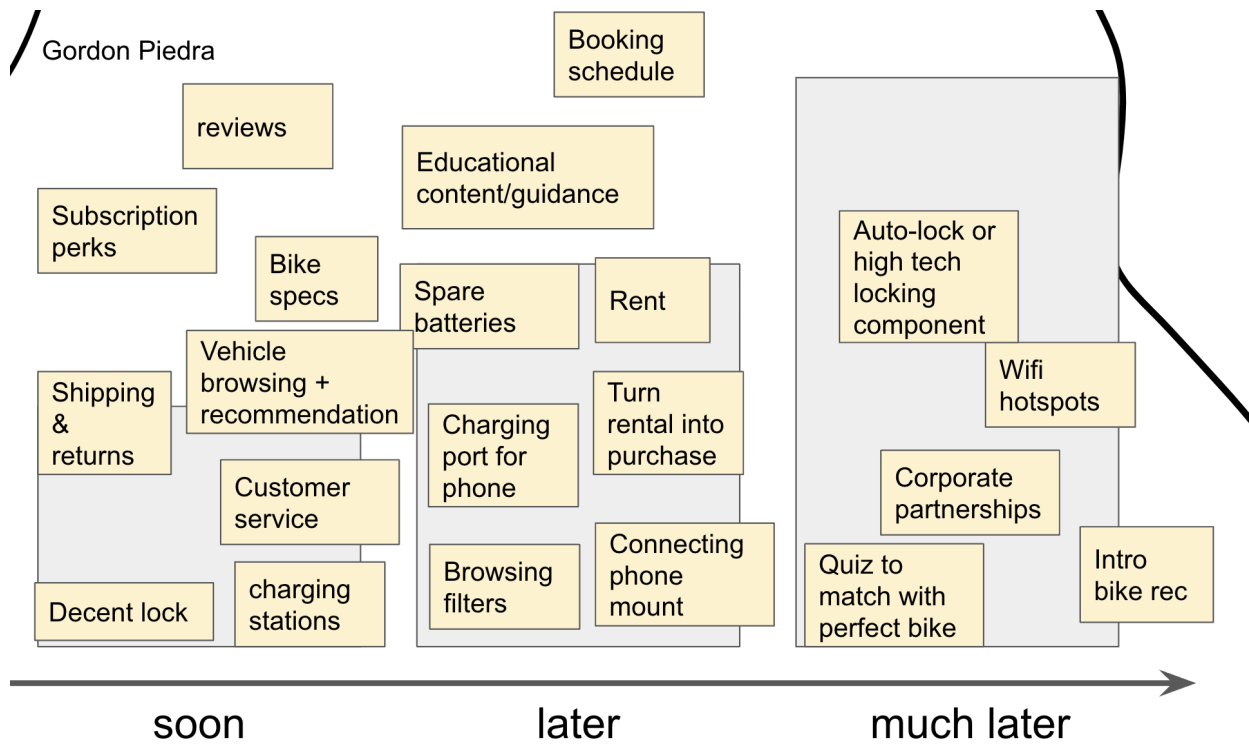 Gordon Piedra
Booking
schedule
reviews
Educational
content/guidance
Subscription
perks
Bike
specs
Spare
batteries
Rent
Auto-lock or
high tech
locking
component
Vehicle
browsing +
recommendation
Shipping
&
returns
Turn
rental into
purchase
Wifi
hotspots
Charging
port for
phone
Customer
service
Corporate
partnerships
Connecting
phone
mount
Browsing
filters
Quiz to
match with
perfect bike
Intro
bike rec
Decent lock
charging
stations
soon
later
much later